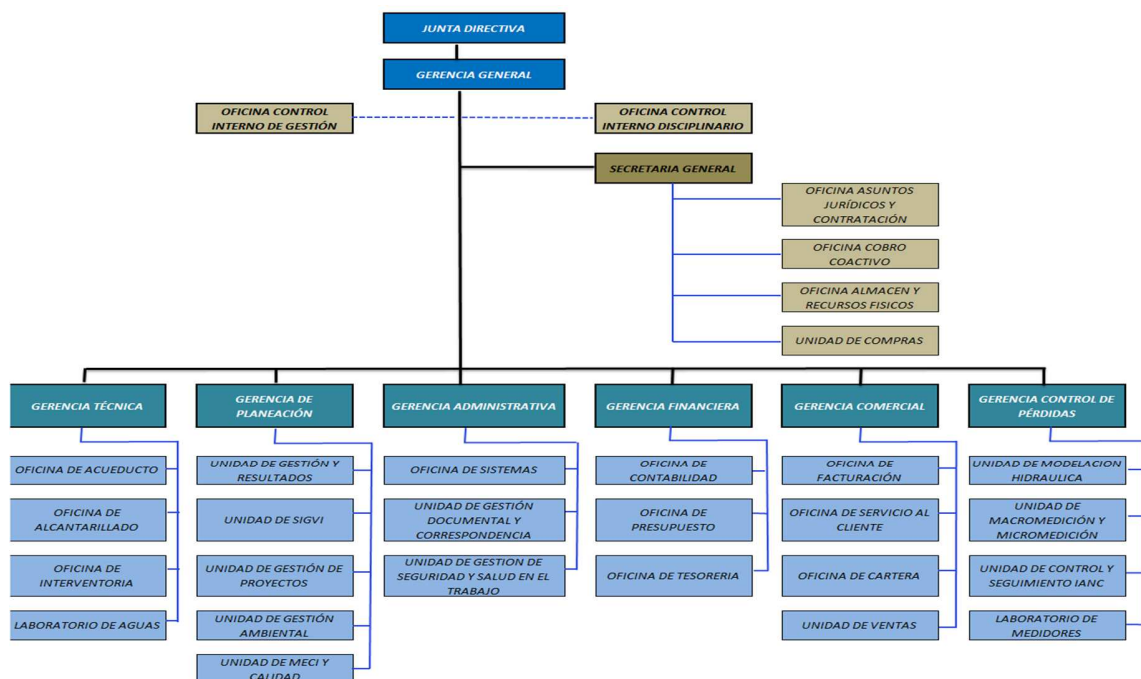 JUNTA DIRECTIVA
GERENCIA GENERAL
OFICINA CONTROL
INTERNO DE GESTIÓN
OFICINA CONTROL
INTERNO DISCIPLINARIO
SECRETARIA GENERAL
OFICINA ASUNTOS
JURÍDICOS Y
CONTRATACIÓN
OFICINA COBRO
COACTIVO
OFICINA ALMACEN Y
RECURSOS FISICOS
UNIDAD DE COMPRAS
GERENCIA TÉCNICA
OFICINA DE ACUEDUCTO
OFICINA DE
ALCANTARILLADO
OFICINA DE
INTERVENTORIA
LABORATORIO DE AGUAS
GERENCIA DE
PLANEACIÓN
UNIDAD DE GESTIÓN Y
RESULTADOS
UNIDAD DE SIGVI
UNIDAD DE GESTIÓN DE
PROYECTOS
UNIDAD DE GESTIÓN
AMBIENTAL
UNIDAD DE MECI Y
CALIDAD
GERENCIA ADMINISTRATIVA
OFICINA DE SISTEMAS
UNIDAD DE GESTIÓN
DOCUMENTAL Y
CORRESPONDENCIA
UNIDAD DE GESTION DE
SEGURIDAD Y SALUD EN EL
TRABAJO
GERENCIA FINANCIERA
OFICINA DE
CONTABILIDAD
OFICINA DE
PRESUPUESTO
OFICINA DE TESORERIA
GERENCIA COMERCIAL
OFICINA DE
FACTURACIÓN
OFICINA DE SERVICIO AL
CLIENTE
OFICINA DE CARTERA
UNIDAD DE VENTAS
GERENCIA CONTROL DE
PÉRDIDAS
UNIDAD DE MODELACION
HIDRAULICA
UNIDAD DE
MACROMEDICIÓN Y
MICROMEDICIÓN
UNIDAD DE CONTROL Y
SEGUIMIENTO IANC
LABORATORIO DE
MEDIDORES